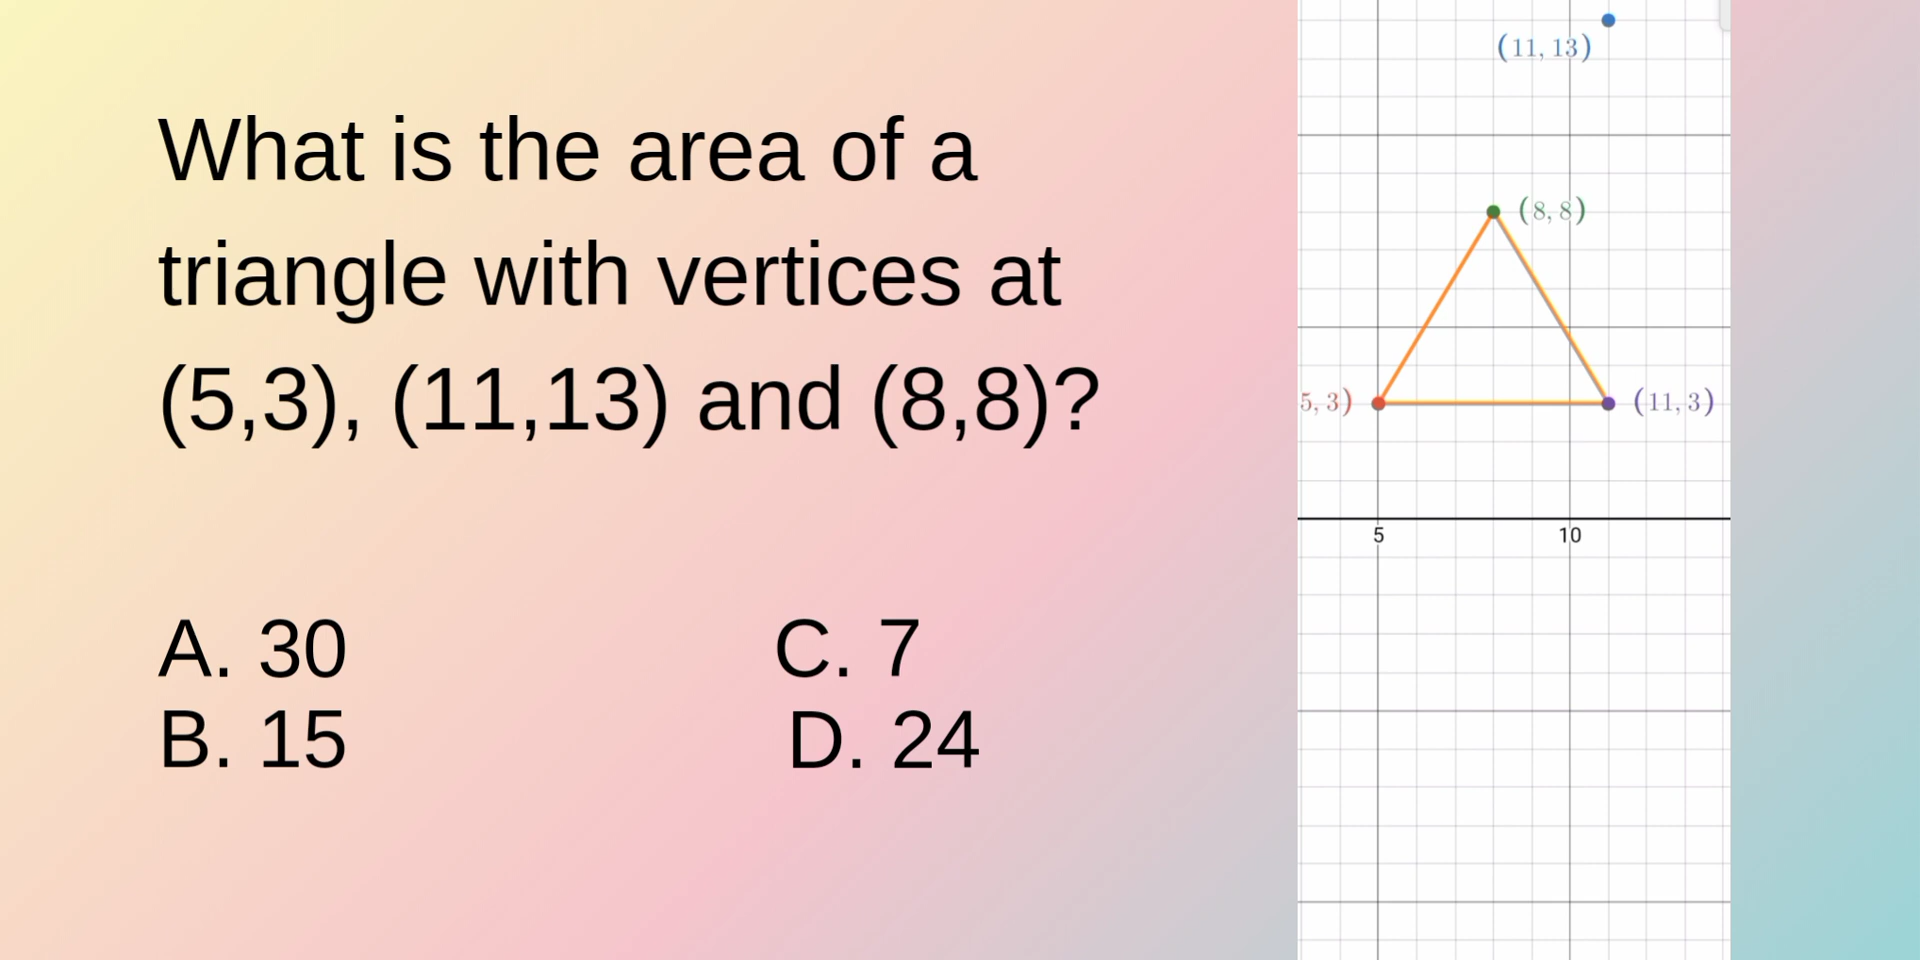 What is the area of a
triangle with vertices at
(5,3), (11,13) and (8,8)?
A. 30
B. 15
C. 7
D. 24
(11, 13)
(8, 8)
5, 3)
(11, 3)
5
10